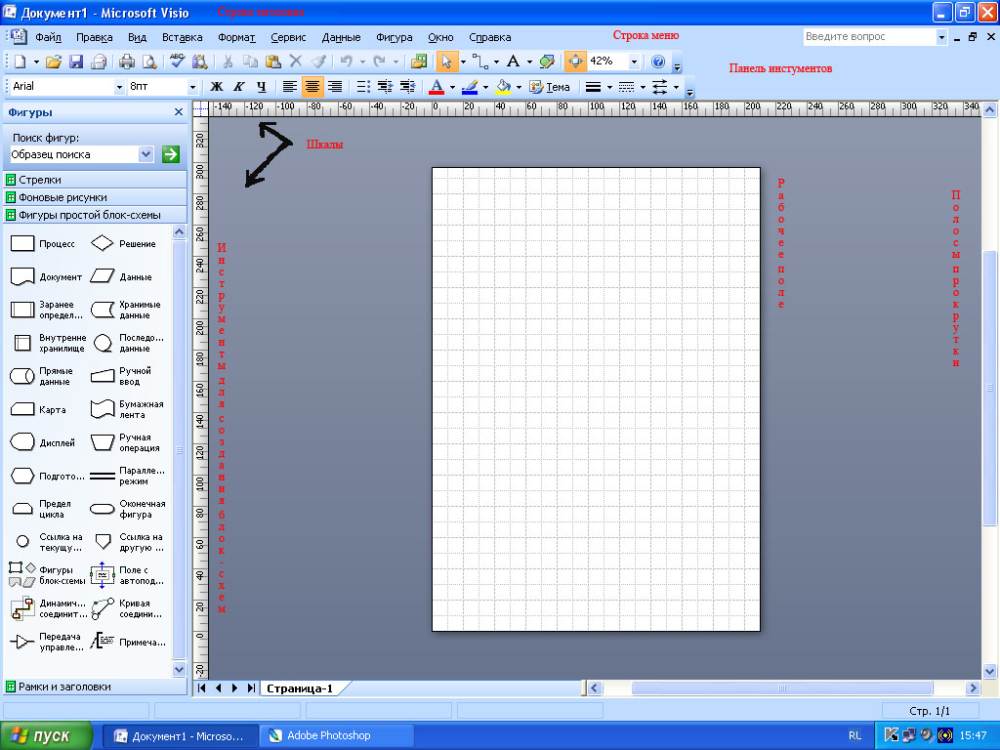 Документ1 - Microsoft Visio
Строка заголовка
Файл Правка Вид Вставка Формат Сервис Данные Фигура Окно Справка
Строка меню
Введите вопрос
42%
Панель инстументов
Arial
8пт
Ж К Ч
Тема
Фигуры
-140 -120 -100 -80 -60 -40 -20 0 20 40 60 80 100 120 140 160 180 200 220 240 260 280 300 320 340
Поиск фигур:
Образец поиска
Шкалы
Стрелки
Фоновые рисунки
Фигуры простой блок-схемы
Процесс
Решение
Документ
Данные
Заранее определ...
Хранимые данные
Внутренне хранилище
Последо... данные
Прямые данные
Ручной ввод
Карта
Бумажная лента
Дисплей
Ручная операция
Подгото...
Паралле... режим
Предел цикла
Оконечная фигура
Ссылка на текущу...
Ссылка на другую ...
Фигуры блок-схемы
Поле с автопод...
Динамич... соединит...
Кривая соедини...
Передача управле...
Примеча...
Рамки и заголовки
320 300 280 260 240 220 200 180 160 140 120 100 80 60 40 20 0 -20
Инструменты для создания блок-схем
Рабочее поле
Полосы прокрутки
Страница-1
Стр. 1/1
пуск
Документ1 - Microso...
Adobe Photoshop
RL
15:47